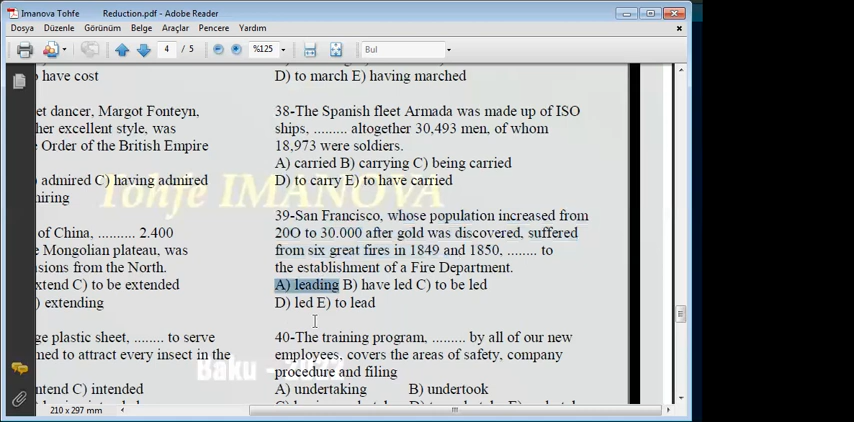 Imanova Tohfe Reduction.pdf - Adobe Reader
Dosya Düzenle Görünüm Belge Araçlar Pencere Yardım
4 / 5 %125 Bul
have cost
et dancer, Margot Fonteyn,
her excellent style, was
Order of the British Empire
admired C) having admired
iring
of China, ......... 2.400
Mongolian plateau, was
sions from the North.
xtend C) to be extended
) extending
ge plastic sheet, ........ to serve
med to attract every insect in the
ntend C) intended
D) to march E) having marched
38-The Spanish fleet Armada was made up of ISO
ships, ......... altogether 30,493 men, of whom
18,973 were soldiers.
A) carried B) carrying C) being carried
D) to carry E) to have carried
39-San Francisco, whose population increased from
20O to 30.000 after gold was discovered, suffered
from six great fires in 1849 and 1850, ........ to
the establishment of a Fire Department.
A) leading B) have led C) to be led
D) led E) to lead
40-The training program, ......... by all of our new
employees, covers the areas of safety, company
procedure and filing
A) undertaking B) undertook
Tohfe IMANOVA
210 x 297 mm